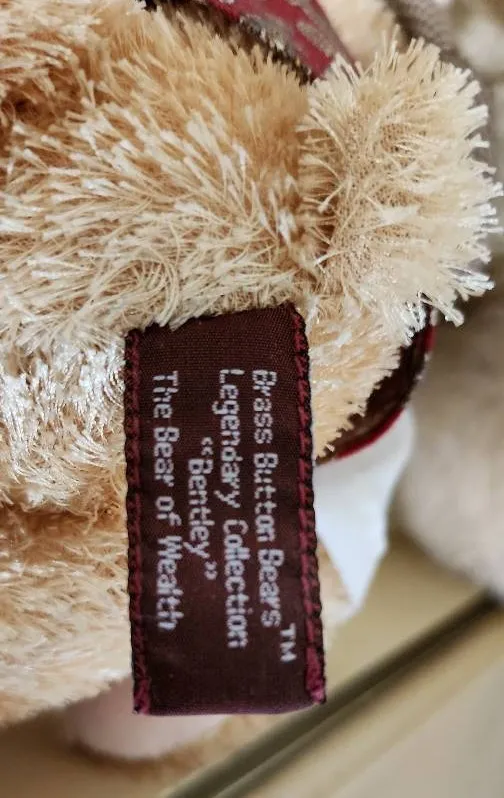 Brass Button Bears™
Legendary Collection
“Bentley”
The Bear of Wealth